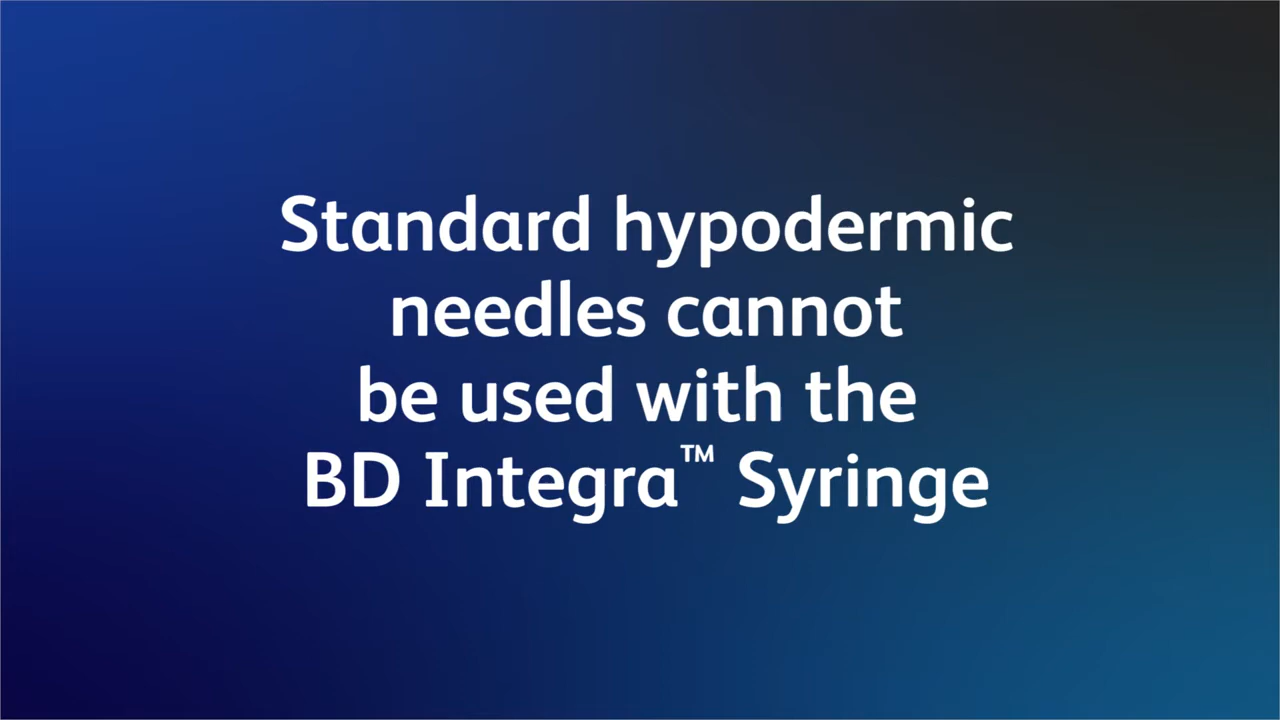 Standard hypodermic
needles cannot
be used with the
BD Integra™ Syringe